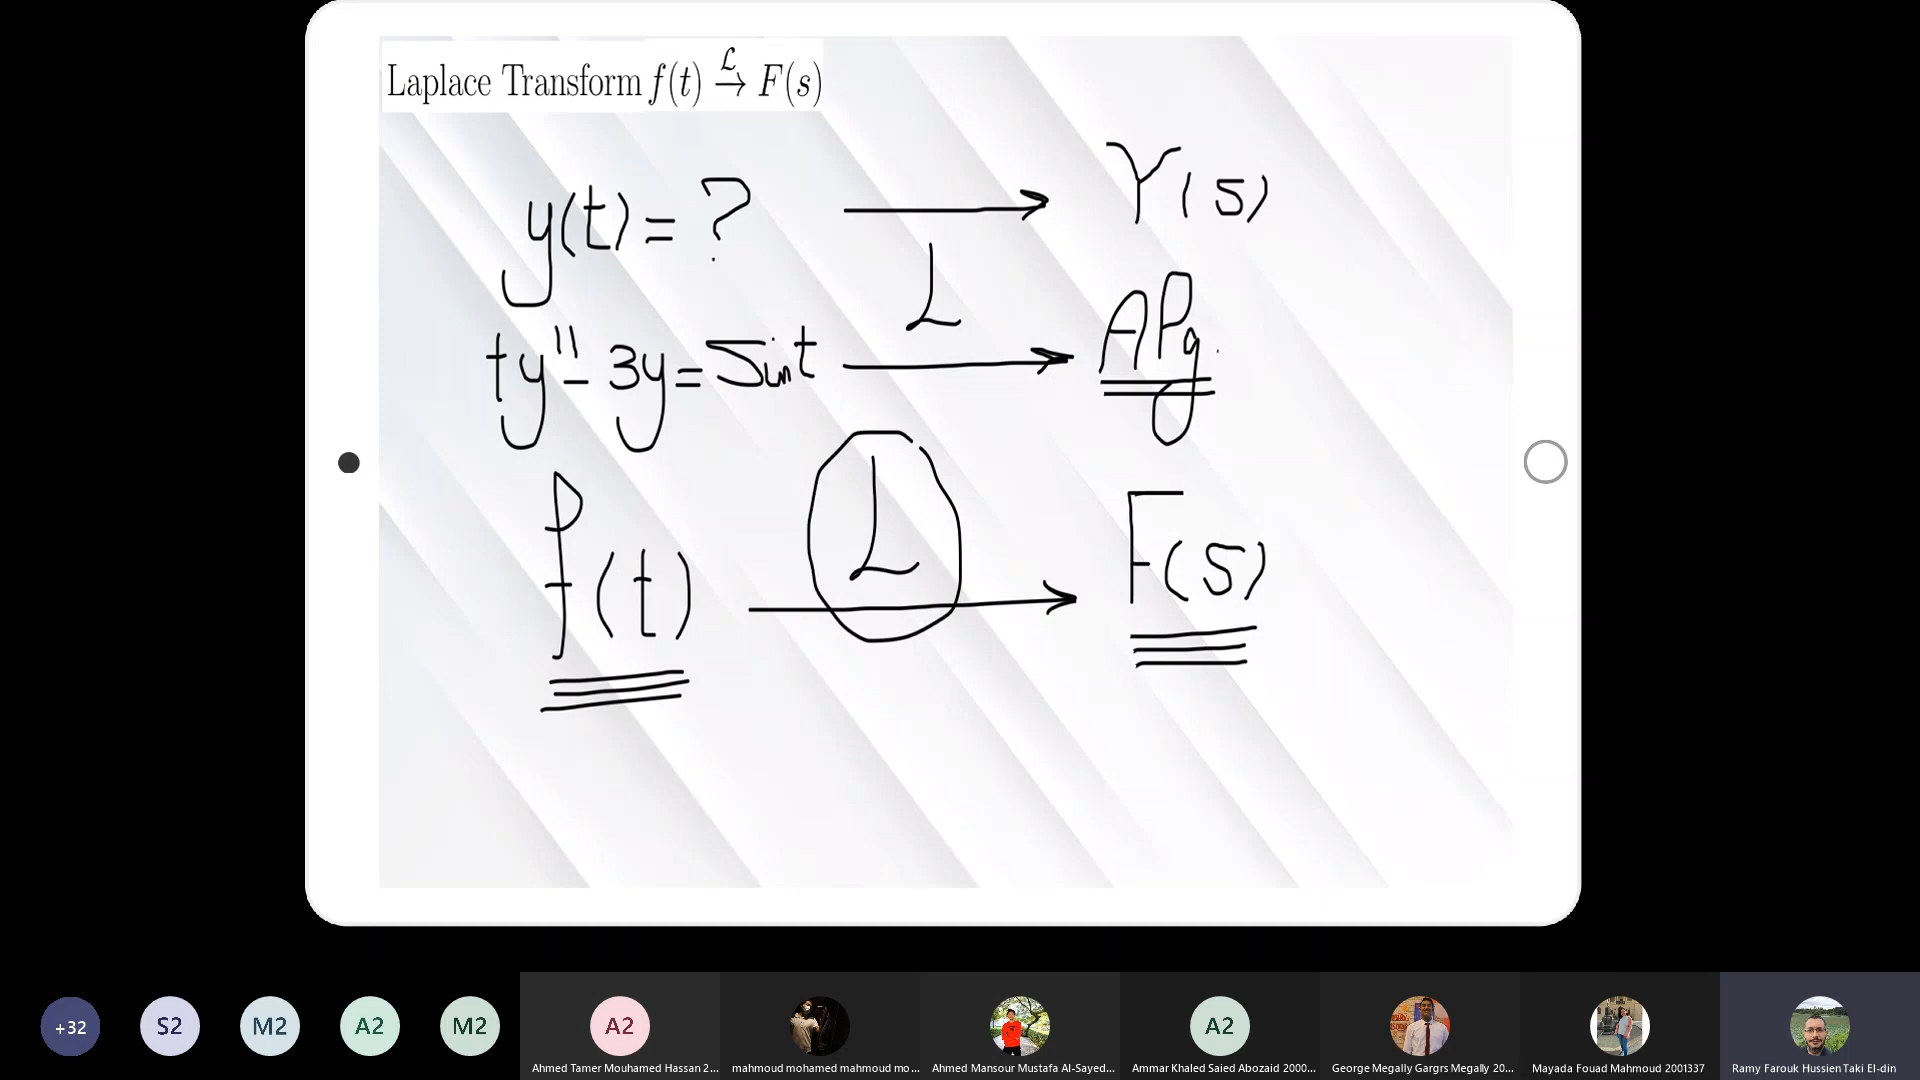 Laplace Transform f(t) →^ℒ F(s)
y(t) = ? → Y(s)
L
ty'' - 3y = Sint → Alg.
L
f(t) → F(s)
+32 S2 M2 A2 M2 A2 A2
Ahmed Tamer Mouhamed Hassan 2... mahmoud mohamed mahmoud mo... Ahmed Mansour Mustafa Al-Sayed... Ammar Khaled Saied Abozaid 2000... George Megally Gargrs Megally 20... Mayada Fouad Mahmoud 2001337 Ramy Farouk Hussien Taki El-din